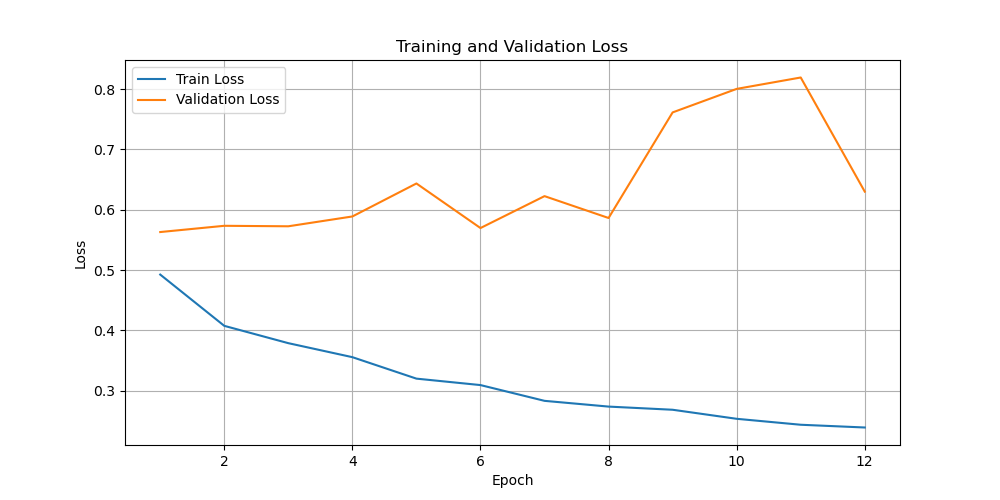 Training and Validation Loss
Train Loss
Validation Loss
0.8
0.7
0.6
0.5
0.4
0.3
Loss
2 4 6 8 10 12
Epoch